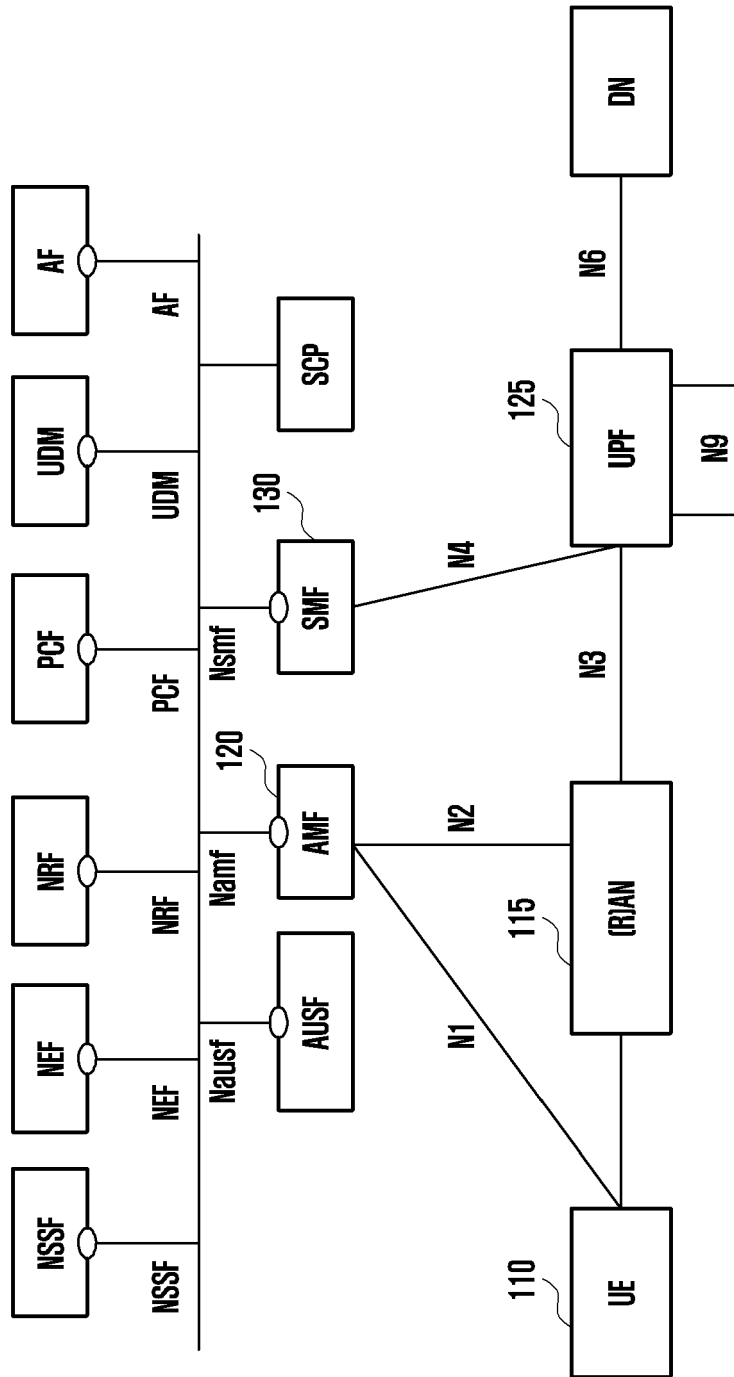 NSSF
NEF
NRF
PCF
UDM
AF
NSSF
NEF
NRF
PCF
UDM
AF
Nausf
Namf
Nsmf
120
130
AUSF
AMF
SMF
SCP
N1
N2
N4
110
115
125
UE
(R)AN
N3
UPF
N6
DN
N9